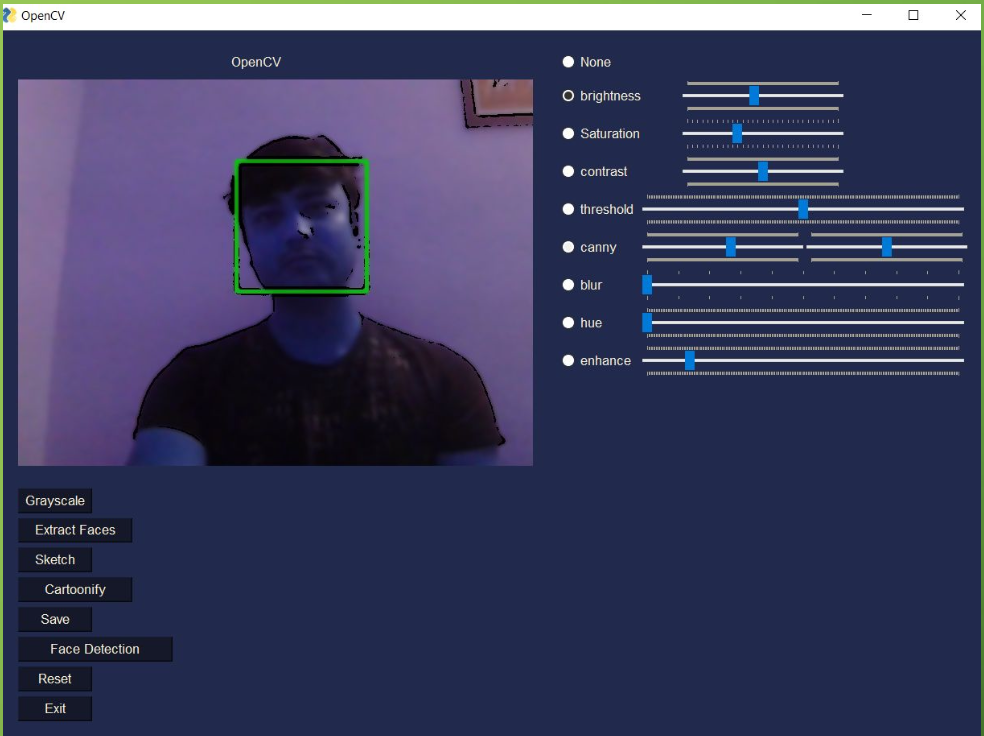 OpenCV
OpenCV
None
brightness
Saturation
contrast
threshold
canny
blur
hue
enhance
Grayscale
Extract Faces
Sketch
Cartoonify
Save
Face Detection
Reset
Exit